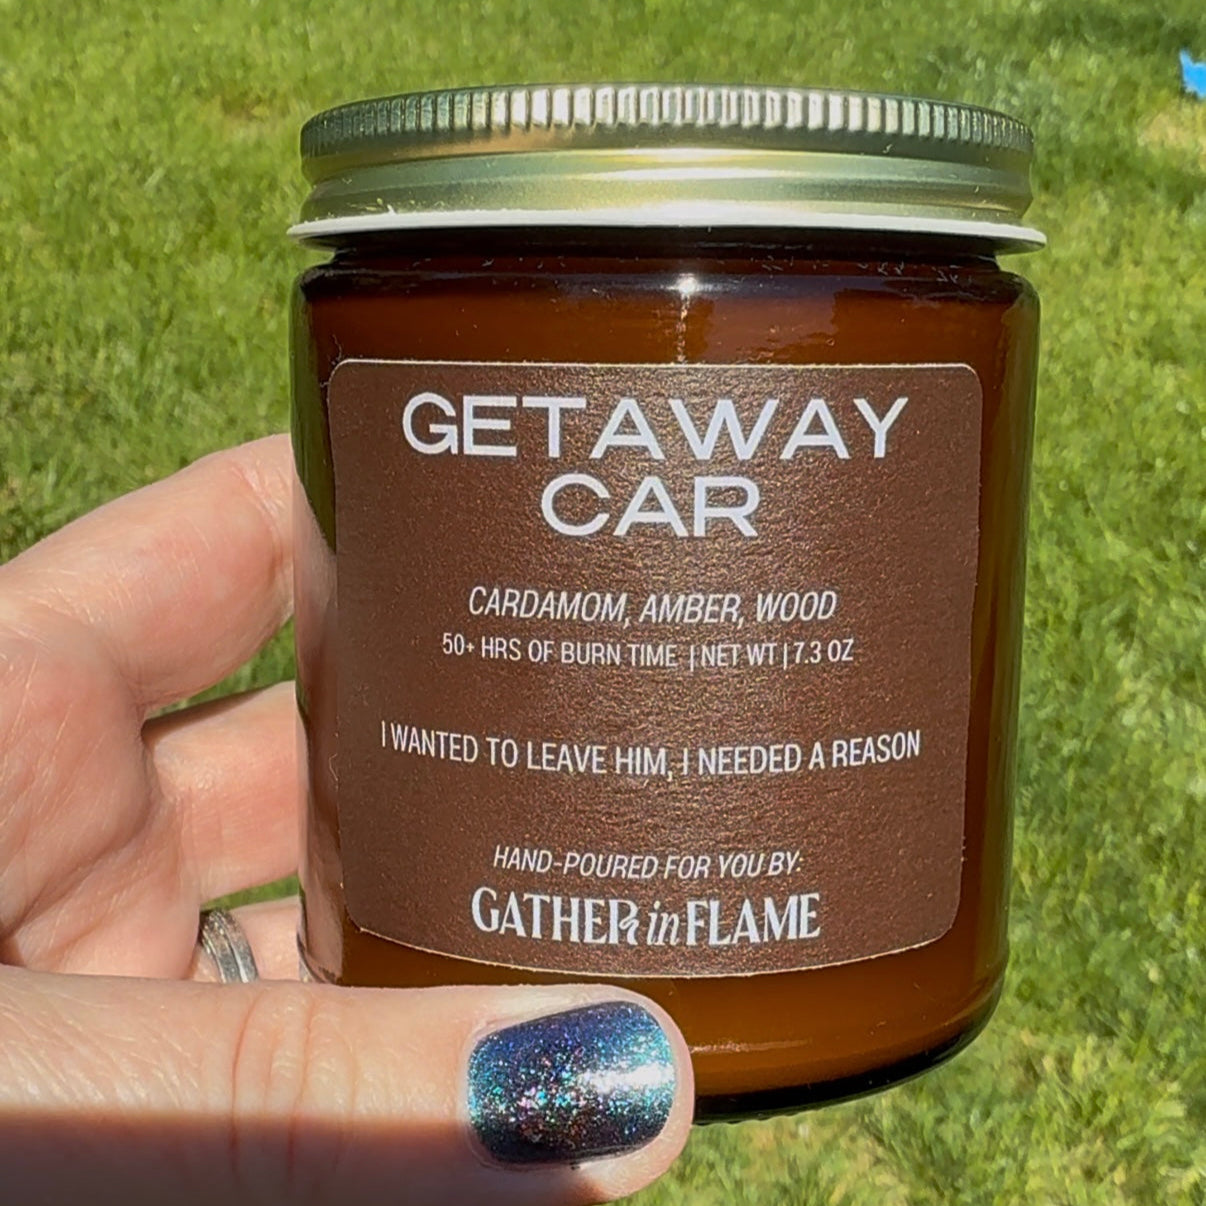 GETAWAY
CAR
CARDAMOM, AMBER, WOOD
50+ HRS OF BURN TIME | NET WT | 7.3 OZ
I WANTED TO LEAVE HIM, I NEEDED A REASON
HAND-POURED FOR YOU BY:
GATHER in FLAME